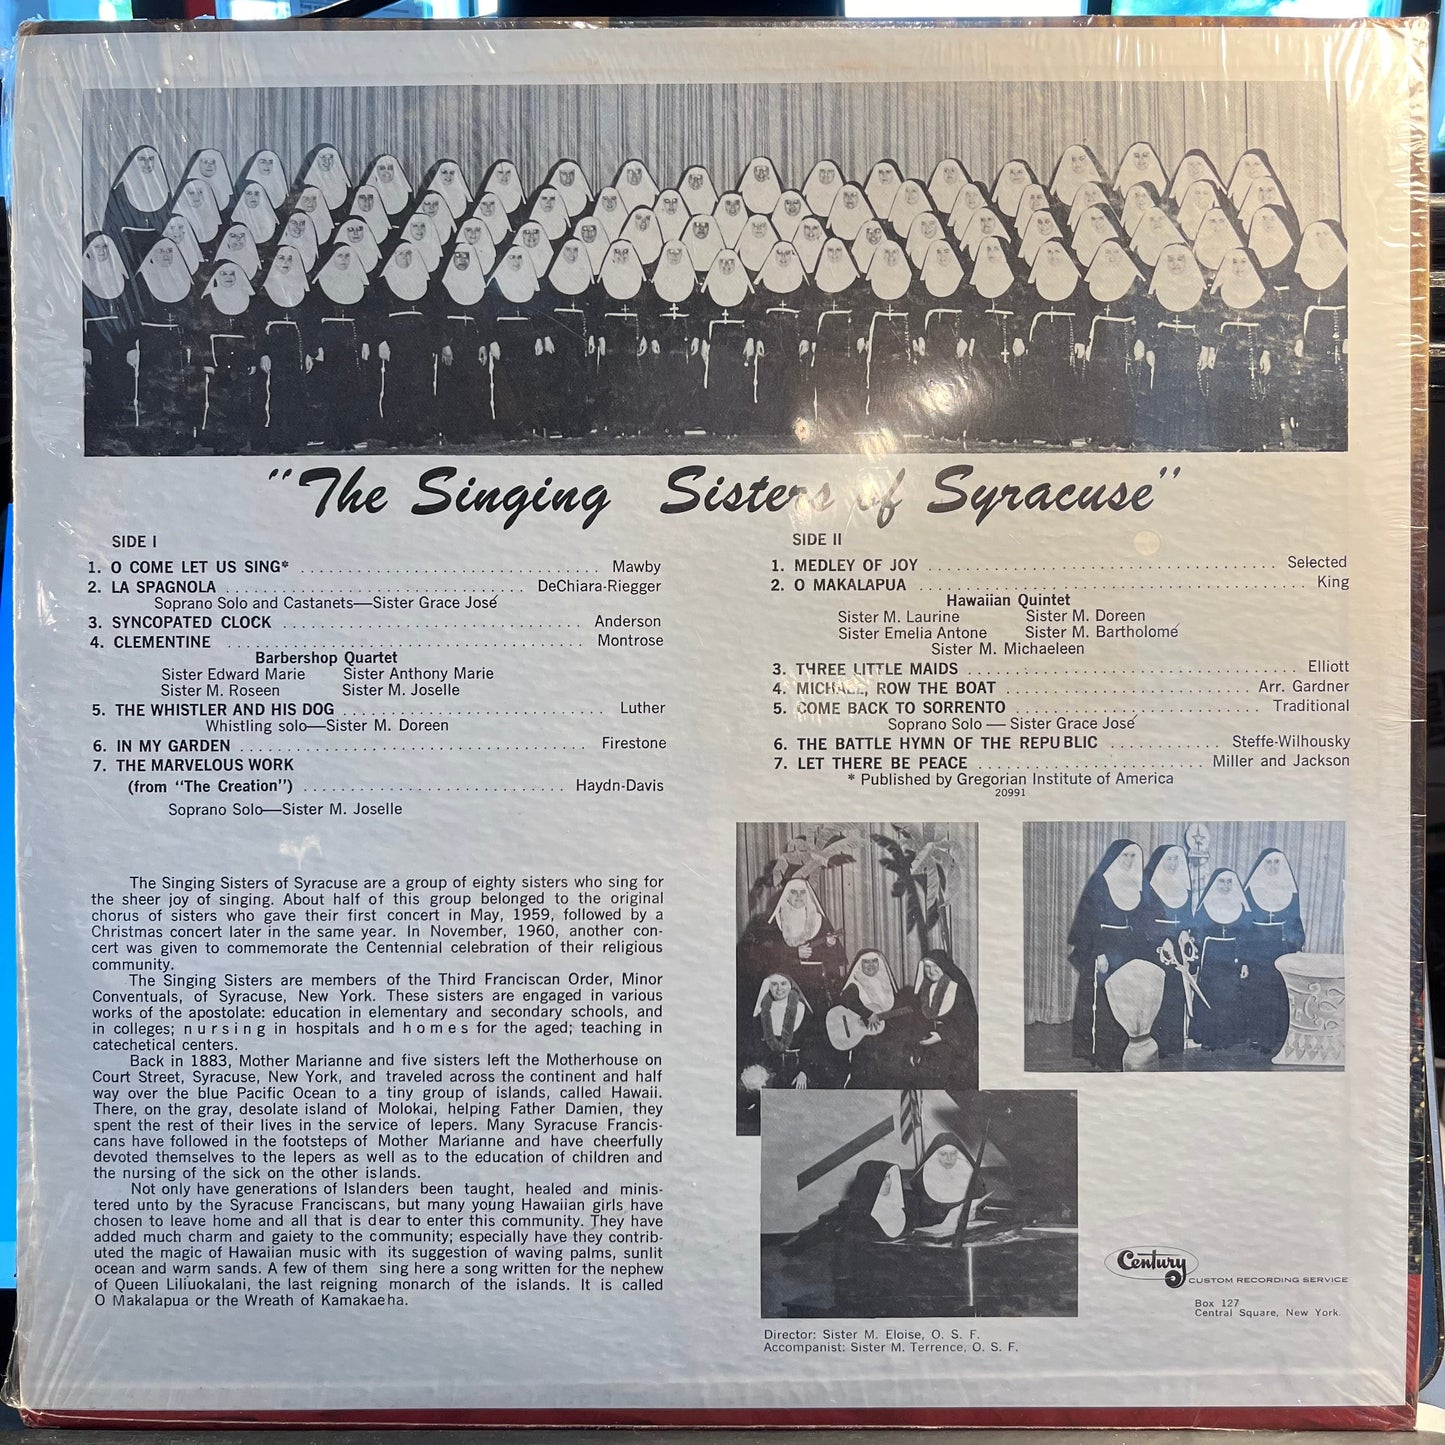 "The Singing Sisters of Syracuse"
SIDE I
1. O COME LET US SING* Mawby
2. LA SPAGNOLA DeChiara-Riegger
Soprano Solo and Castanets—Sister Grace José
3. SYNCOPATED CLOCK Anderson
4. CLEMENTINE Montrose
Barbershop Quartet
Sister Edward Marie Sister Anthony Marie
Sister M. Roseen Sister M. Joselle
5. THE WHISTLER AND HIS DOG Luther
Whistling solo—Sister M. Doreen
6. IN MY GARDEN Firestone
7. THE MARVELOUS WORK
(from "The Creation") Haydn-Davis
Soprano Solo—Sister M. Joselle
SIDE II
1. MEDLEY OF JOY Selected
2. O MAKALAPUA King
Hawaiian Quintet
Sister M. Laurine Sister M. Doreen
Sister Emelia Antone Sister M. Bartholomé
Sister M. Michaeleen
3. THREE LITTLE MAIDS Elliott
4. MICHAEL, ROW THE BOAT Arr. Gardner
5. COME BACK TO SORRENTO Traditional
Soprano Solo — Sister Grace José
6. THE BATTLE HYMN OF THE REPUBLIC Steffe-Wilhousky
7. LET THERE BE PEACE Miller and Jackson
* Published by Gregorian Institute of America
20991
The Singing Sisters of Syracuse are a group of eighty sisters who sing for
the sheer joy of singing. About half of this group belonged to the original
chorus of sisters who gave their first concert in May, 1959, followed by a
Christmas concert later in the same year. In November, 1960, another con-
cert was given to commemorate the Centennial celebration of their religious
community.
The Singing Sisters are members of the Third Franciscan Order, Minor
Conventuals, of Syracuse, New York. These sisters are engaged in various
works of the apostolate: education in elementary and secondary schools, and
in colleges; nursing in hospitals and homes for the aged; teaching in
catechetical centers.
Back in 1883, Mother Marianne and five sisters left the Motherhouse on
Court Street, Syracuse, New York, and traveled across the continent and half
way over the blue Pacific Ocean to a tiny group of islands, called Hawaii.
There, on the gray, desolate island of Molokai, helping Father Damien, they
spent the rest of their lives in the service of lepers. Many Syracuse Francis-
cans have followed in the footsteps of Mother Marianne and have cheerfully
devoted themselves to the lepers as well as to the education of children and
the nursing of the sick on the other islands.
Not only have generations of Islanders been taught, healed and minis-
tered unto by the Syracuse Franciscans, but many young Hawaiian girls have
chosen to leave home and all that is dear to enter this community. They have
added much charm and gaiety to the community; especially have they contrib-
uted the magic of Hawaiian music with its suggestion of waving palms, sunlit
ocean and warm sands. A few of them sing here a song written for the nephew
of Queen Liliuokalani, the last reigning monarch of the islands. It is called
O Makalapua or the Wreath of Kamakaeha.
Director: Sister M. Eloise, O. S. F.
Accompanist: Sister M. Terrence, O. S. F.
Century
CUSTOM RECORDING SERVICE
Box 127
Central Square, New York.